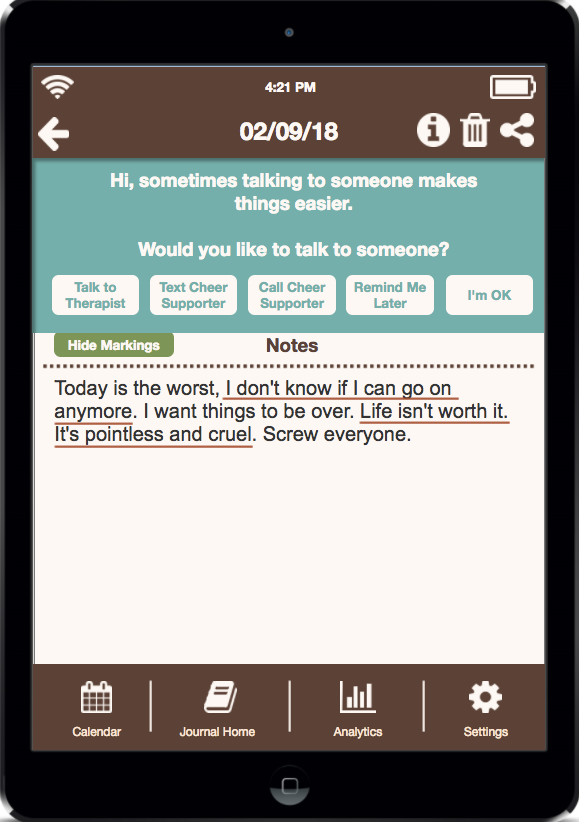 4:21 PM
02/09/18
Hi, sometimes talking to someone makes
things easier.
Would you like to talk to someone?
Talk to
Therapist
Text Cheer
Supporter
Call Cheer
Supporter
Remind Me
Later
I'm OK
Hide Markings
Notes
Today is the worst, I don't know if I can go on
anymore. I want things to be over. Life isn't worth it.
It's pointless and cruel. Screw everyone.
Calendar
Journal Home
Analytics
Settings